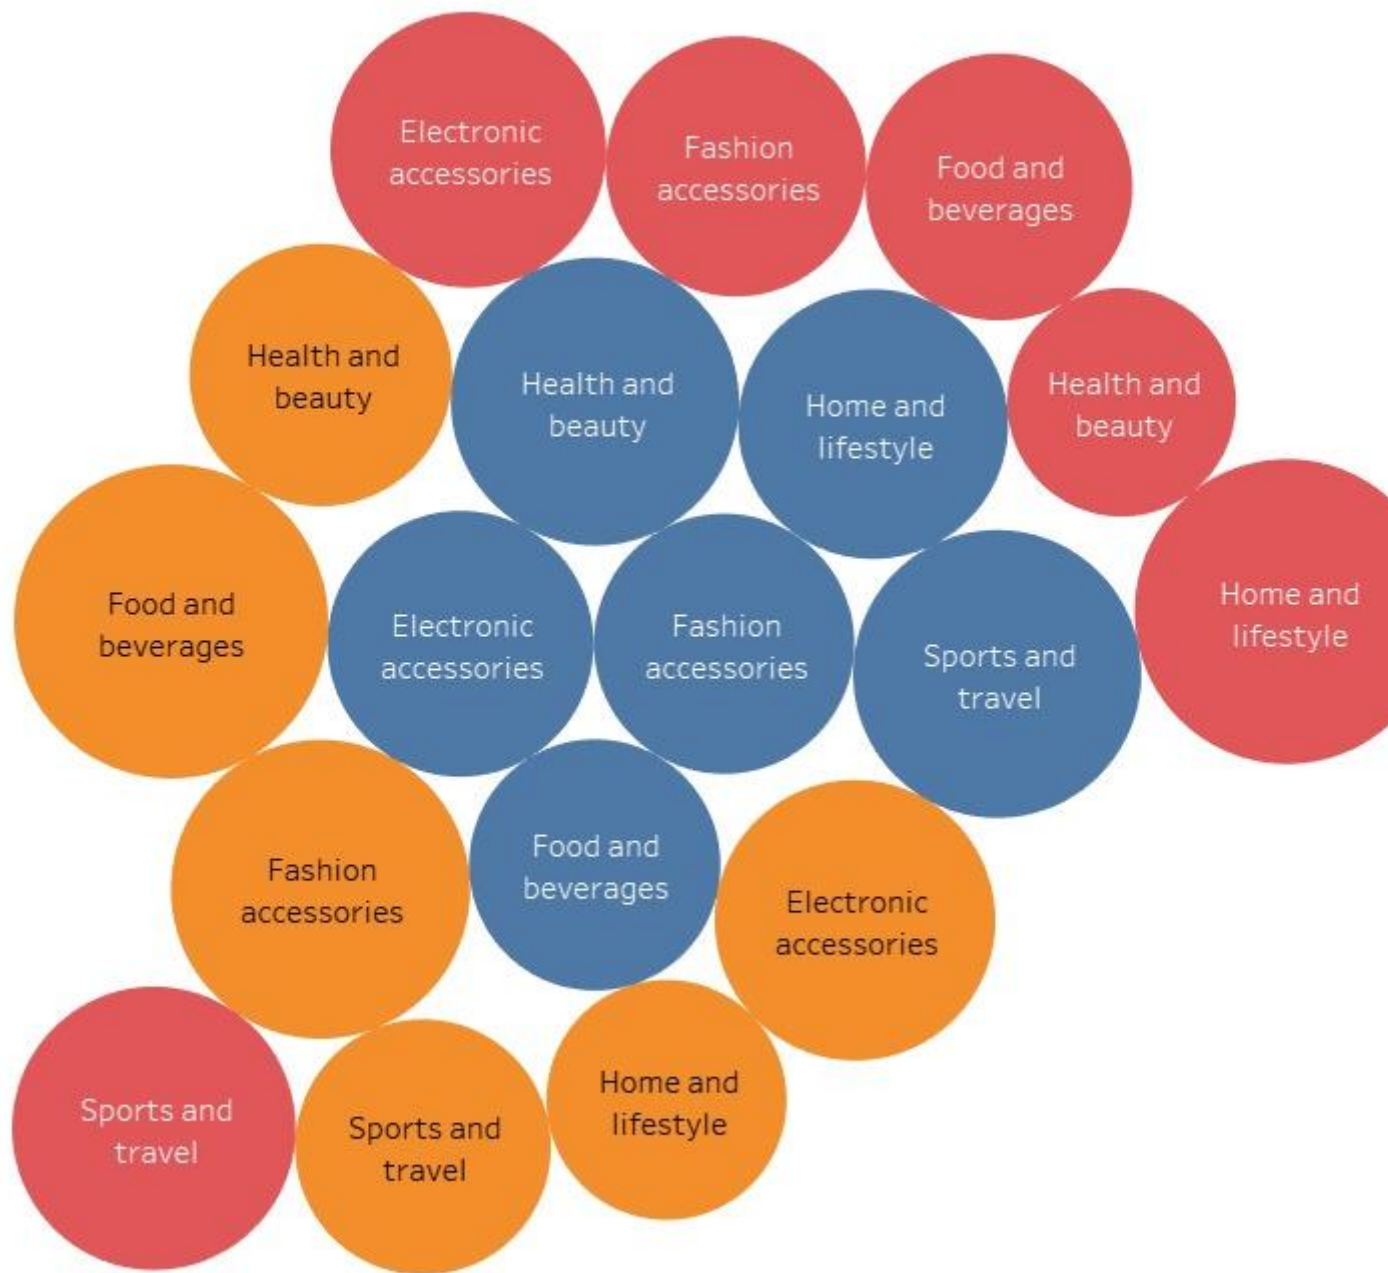 Electronic
accessories
Fashion
accessories
Food and
beverages
Health and
beauty
Health and
beauty
Home and
lifestyle
Health and
beauty
Food and
beverages
Electronic
accessories
Fashion
accessories
Sports and
travel
Home and
lifestyle
Fashion
accessories
Food and
beverages
Electronic
accessories
Sports and
travel
Sports and
travel
Home and
lifestyle